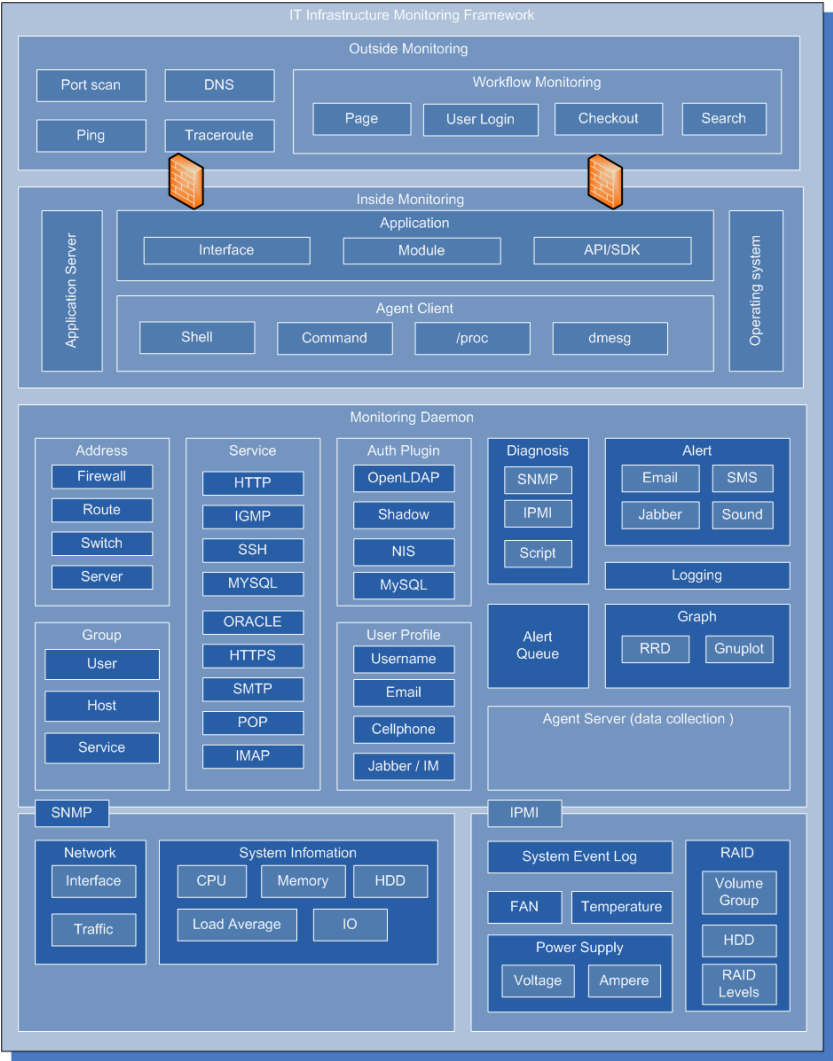 IT Infrastructure Monitoring Framework
Outside Monitoring
Port scan
DNS
Ping
Traceroute
Workflow Monitoring
Page
User Login
Checkout
Search
Inside Monitoring
Application Server
Application
Interface
Module
API/SDK
Agent Client
Shell
Command
/proc
dmesg
Operating system
Monitoring Daemon
Address
Firewall
Route
Switch
Server
Group
User
Host
Service
Service
HTTP
IGMP
SSH
MYSQL
ORACLE
HTTPS
SMTP
POP
IMAP
Auth Plugin
OpenLDAP
Shadow
NIS
MySQL
User Profile
Username
Email
Cellphone
Jabber / IM
Diagnosis
SNMP
IPMI
Script
Alert
Queue
Alert
Email
SMS
Jabber
Sound
Logging
Graph
RRD
Gnuplot
Agent Server (data collection )
SNMP
Network
Interface
Traffic
System Infomation
CPU
Memory
HDD
Load Average
IO
IPMI
System Event Log
FAN
Temperature
Power Supply
Voltage
Ampere
RAID
Volume
Group
HDD
RAID
Levels